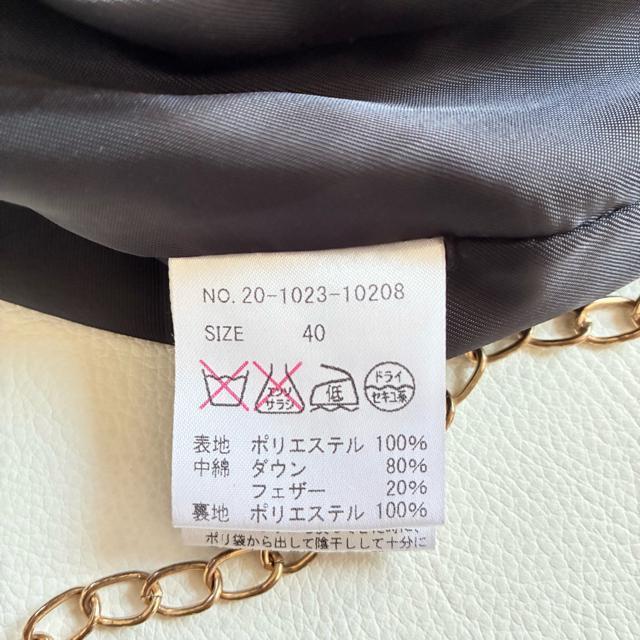 NO. 20-1023-10208
SIZE 40
エンソ サラシ 低 ドライ セキユ系
表地 ポリエステル 100%
中綿 ダウン 80%
フェザー 20%
裏地 ポリエステル 100%
ポリ袋から出して陰干しして十分に